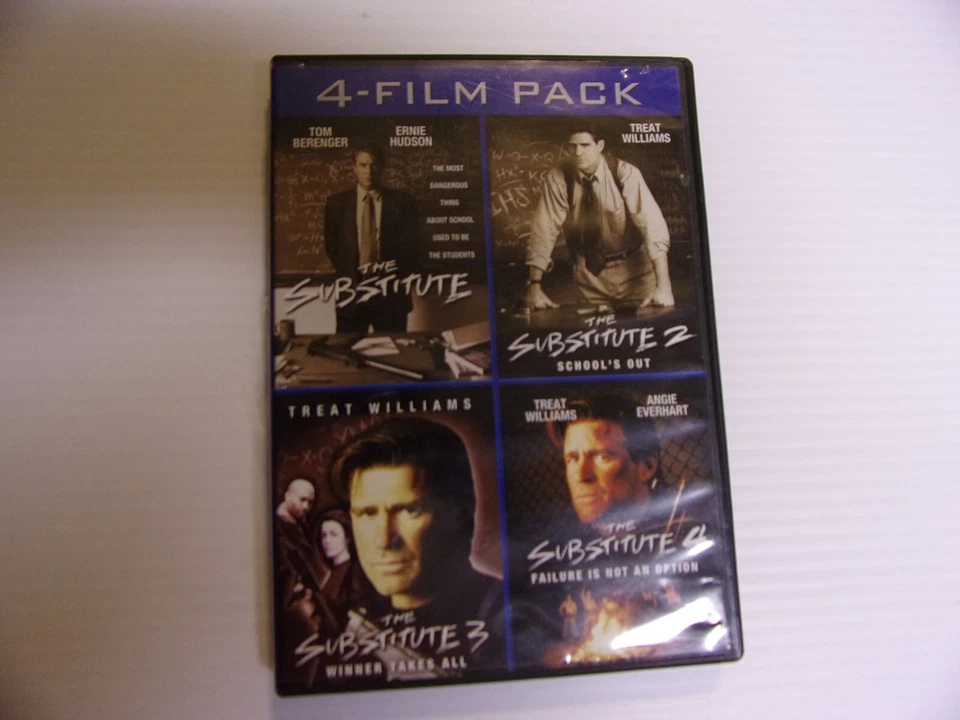 4-FILM PACK
TOM BERENGER
ERNIE HUDSON
THE MOST
DANGEROUS
THING
ABOUT SCHOOL
USED TO BE
THE STUDENTS
THE
SUBSTITUTE
TREAT WILLIAMS
IHS
THE
SUBSTITUTE 2
SCHOOL'S OUT
TREAT WILLIAMS
THE
SUBSTITUTE 3
WINNER TAKES ALL
TREAT WILLIAMS
ANGIE EVERHART
THE
SUBSTITUTE 4
FAILURE IS NOT AN OPTION